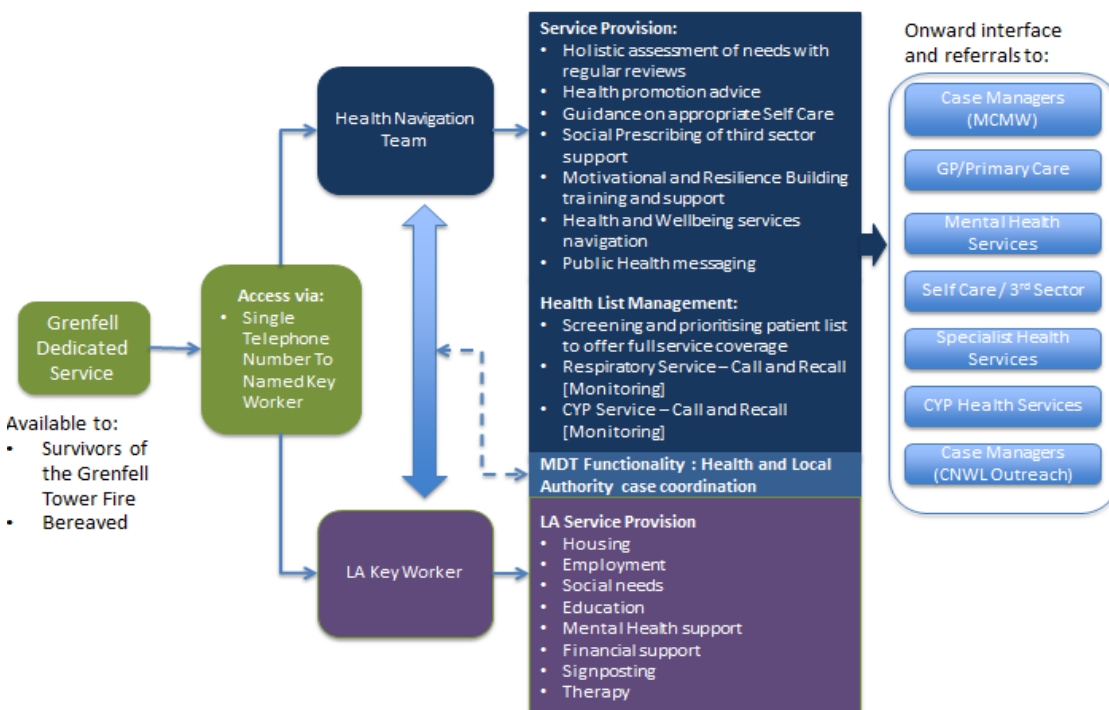 Grenfell
Dedicated
Service
Available to:
• Survivors of
the Grenfell
Tower Fire
• Bereaved
Access via:
• Single
Telephone
Number To
Named Key
Worker
Health Navigation
Team
LA Key Worker
Service Provision:
• Holistic assessment of needs with
regular reviews
• Health promotion advice
• Guidance on appropriate Self Care
• Social Prescribing of third sector
support
• Motivational and Resilience Building
training and support
• Health and Wellbeing services
navigation
• Public Health messaging
Health List Management:
• Screening and prioritising patient list
to offer full service coverage
• Respiratory Service – Call and Recall
[Monitoring]
• CYP Service – Call and Recall
[Monitoring]
MDT Functionality : Health and Local
Authority case coordination
LA Service Provision
• Housing
• Employment
• Social needs
• Education
• Mental Health support
• Financial support
• Signposting
• Therapy
Onward interface
and referrals to:
Case Managers
(MCMW)
GP/Primary Care
Mental Health
Services
Self Care / 3rd Sector
Specialist Health
Services
CYP Health Services
Case Managers
(CNWL Outreach)